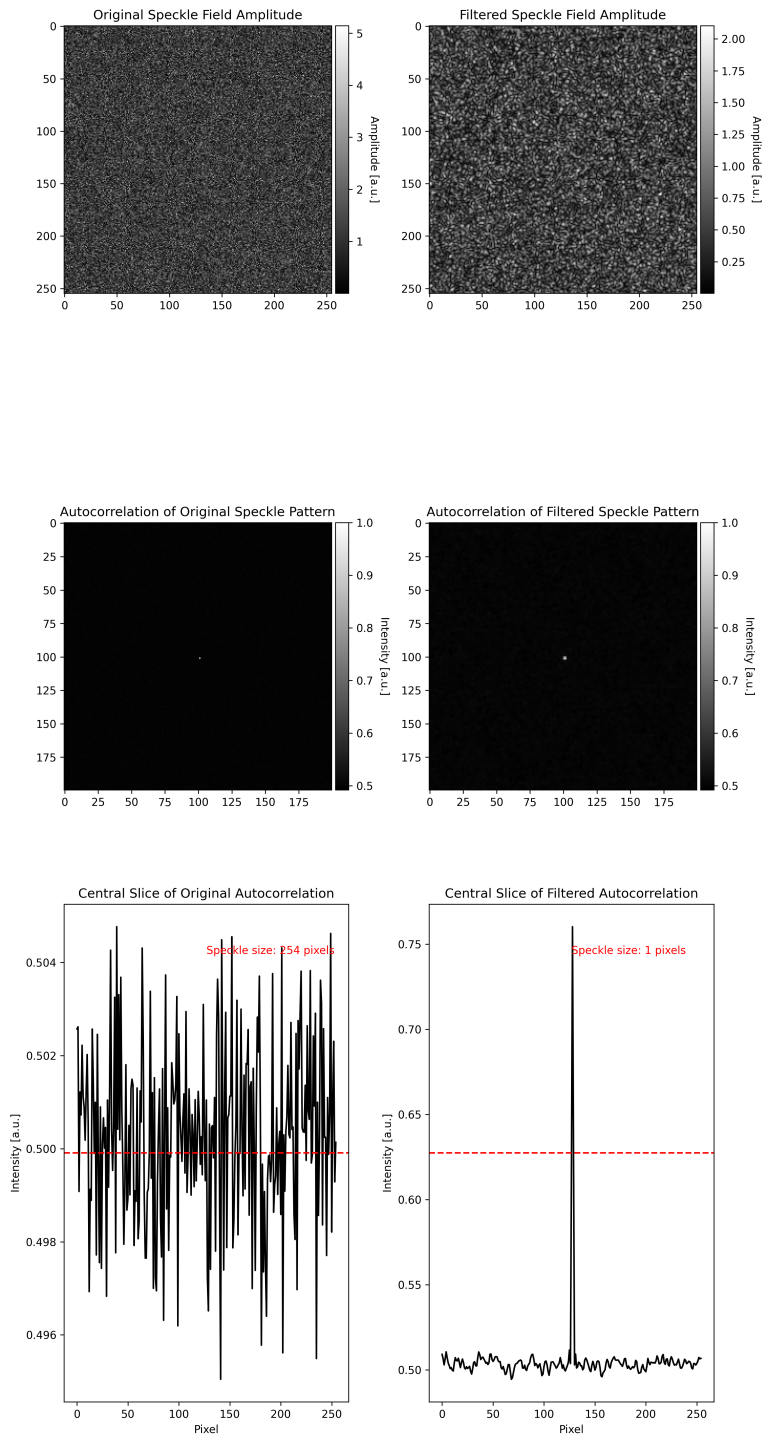 Original Speckle Field Amplitude
0
50
100
150
200
250
0 50 100 150 200 250
5
4
3
2
1
Amplitude [a.u.]
Filtered Speckle Field Amplitude
0
50
100
150
200
250
0 50 100 150 200 250
2.00
1.75
1.50
1.25
1.00
0.75
0.50
0.25
Amplitude [a.u.]
Autocorrelation of Original Speckle Pattern
0
25
50
75
100
125
150
175
0 25 50 75 100 125 150 175
1.0
0.9
0.8
0.7
0.6
0.5
Intensity [a.u.]
Autocorrelation of Filtered Speckle Pattern
0
25
50
75
100
125
150
175
0 25 50 75 100 125 150 175
1.0
0.9
0.8
0.7
0.6
0.5
Intensity [a.u.]
Central Slice of Original Autocorrelation
Speckle size: 254 pixels
0.504
0.502
0.500
0.498
0.496
Intensity [a.u.]
0 50 100 150 200 250
Pixel
Central Slice of Filtered Autocorrelation
Speckle size: 1 pixels
0.75
0.70
0.65
0.60
0.55
0.50
Intensity [a.u.]
0 50 100 150 200 250
Pixel